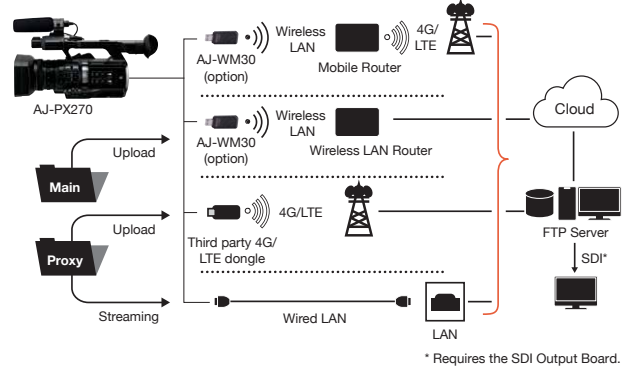 AJ-PX270
AJ-WM30
(option)
Wireless
LAN
Mobile Router
4G/
LTE
AJ-WM30
(option)
Wireless
LAN
Wireless LAN Router
Cloud
Upload
Main
Upload
Proxy
Streaming
Third party 4G/
LTE dongle
4G/LTE
FTP Server
SDI*
Wired LAN
LAN
* Requires the SDI Output Board.